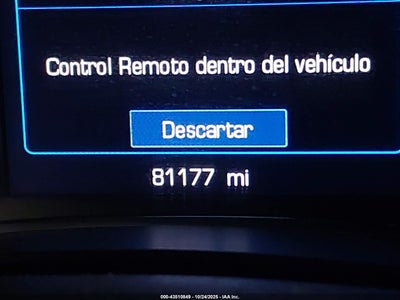 Control Remoto dentro del vehículo
Descartar
81177 mi
000-43510849 - 10/24/2025 - IAA Inc.